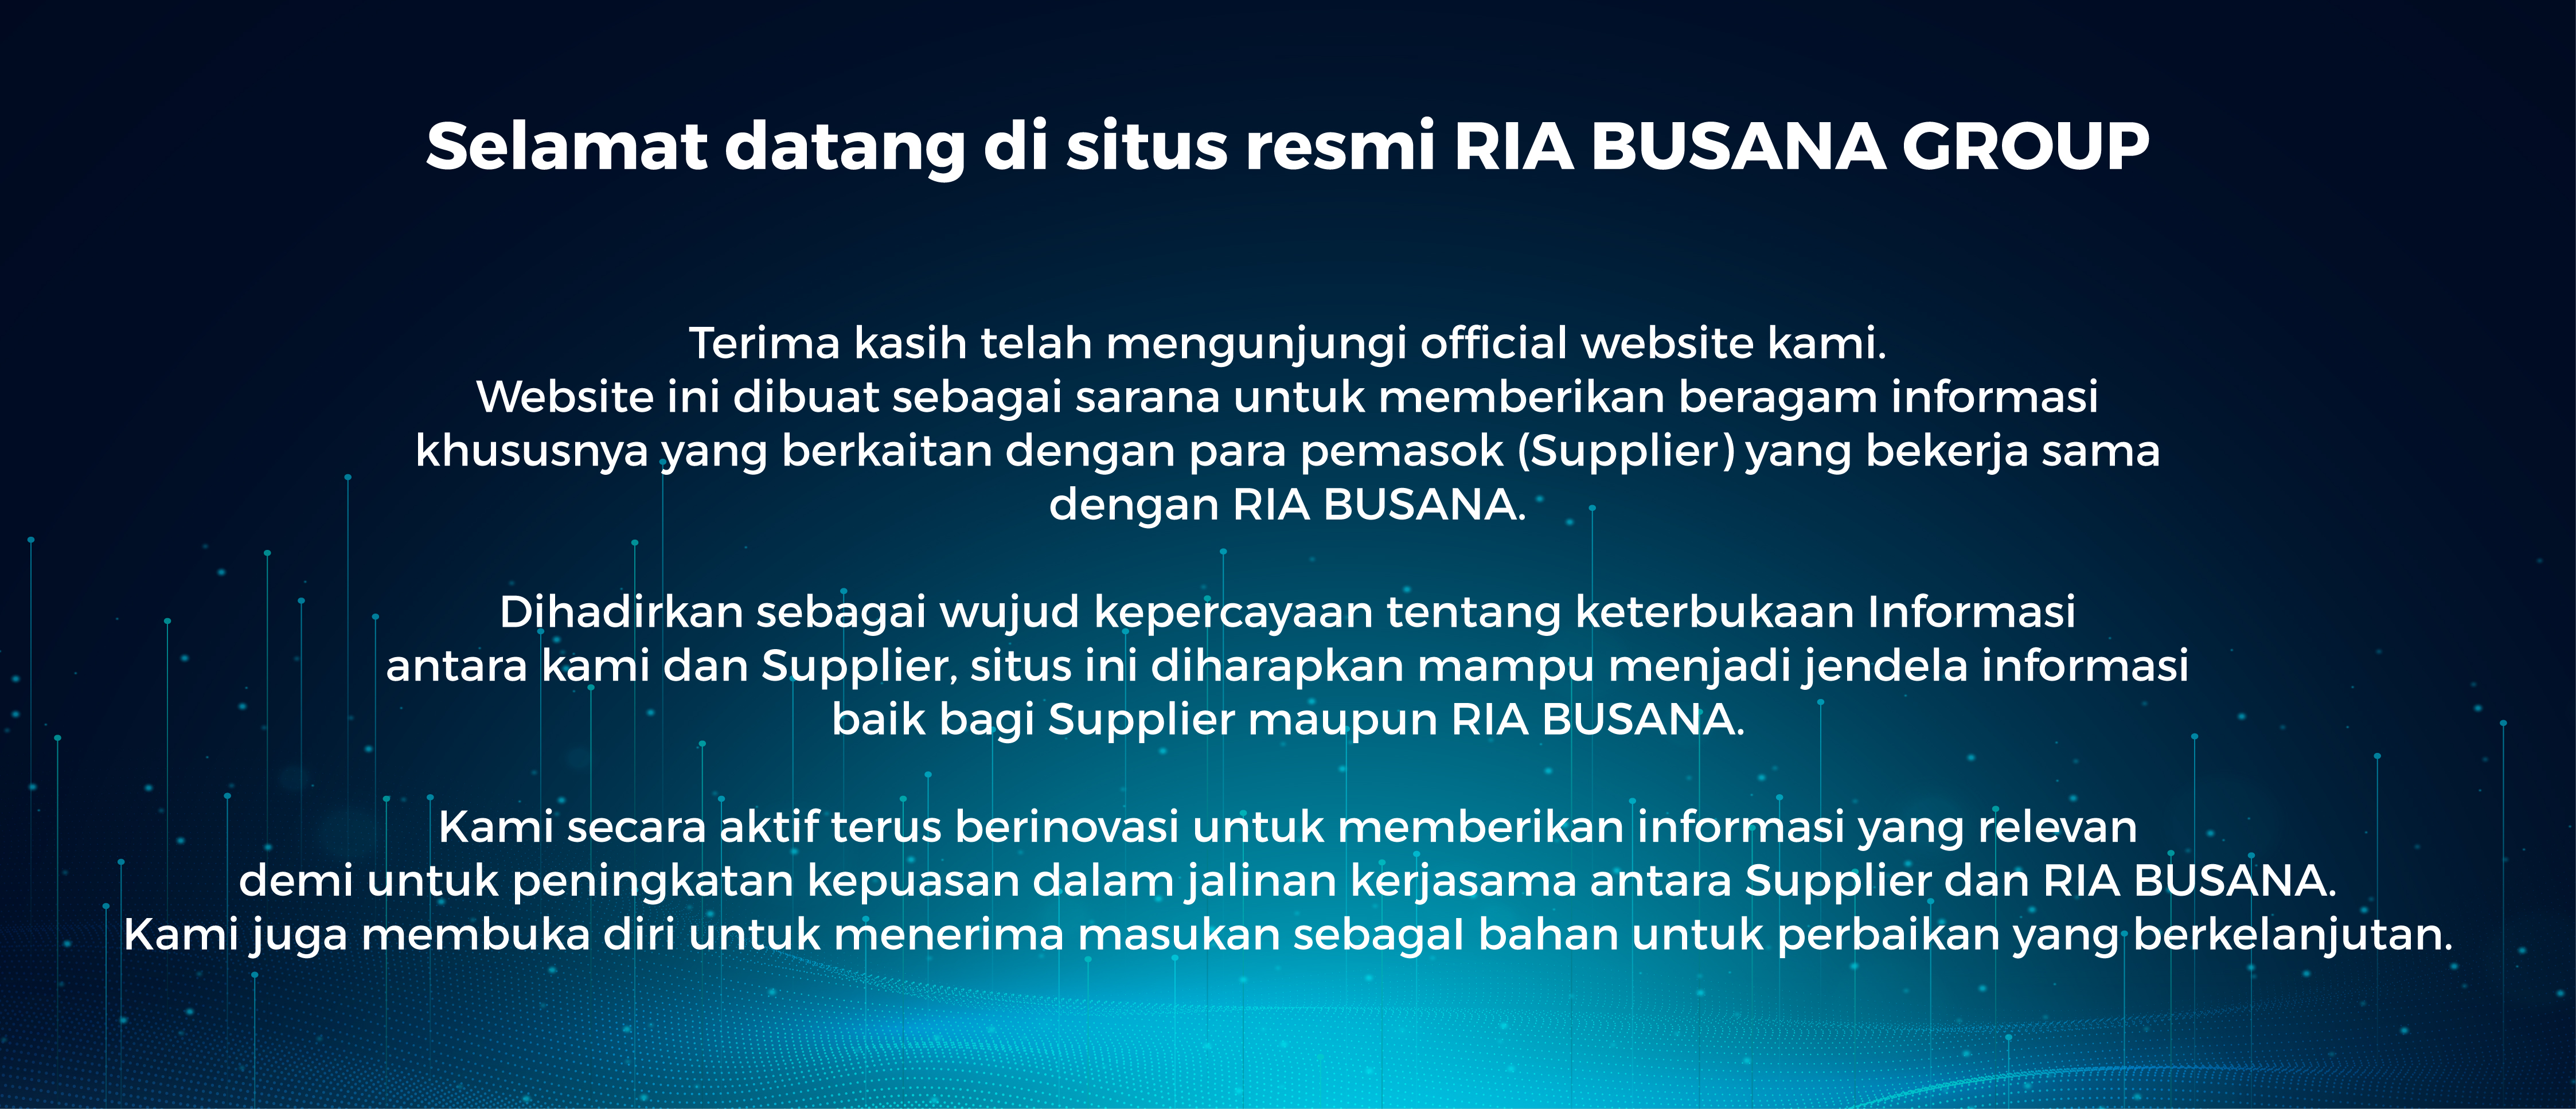 Selamat datang di situs resmi RIA BUSANA GROUP
Terima kasih telah mengunjungi official website kami.
Website ini dibuat sebagai sarana untuk memberikan beragam informasi
khususnya yang berkaitan dengan para pemasok (Supplier) yang bekerja sama
dengan RIA BUSANA.
Dihadirkan sebagai wujud kepercayaan tentang keterbukaan Informasi
antara kami dan Supplier, situs ini diharapkan mampu menjadi jendela informasi
baik bagi Supplier maupun RIA BUSANA.
Kami secara aktif terus berinovasi untuk memberikan informasi yang relevan
demi untuk peningkatan kepuasan dalam jalinan kerjasama antara Supplier dan RIA BUSANA.
Kami juga membuka diri untuk menerima masukan sebagaI bahan untuk perbaikan yang berkelanjutan.